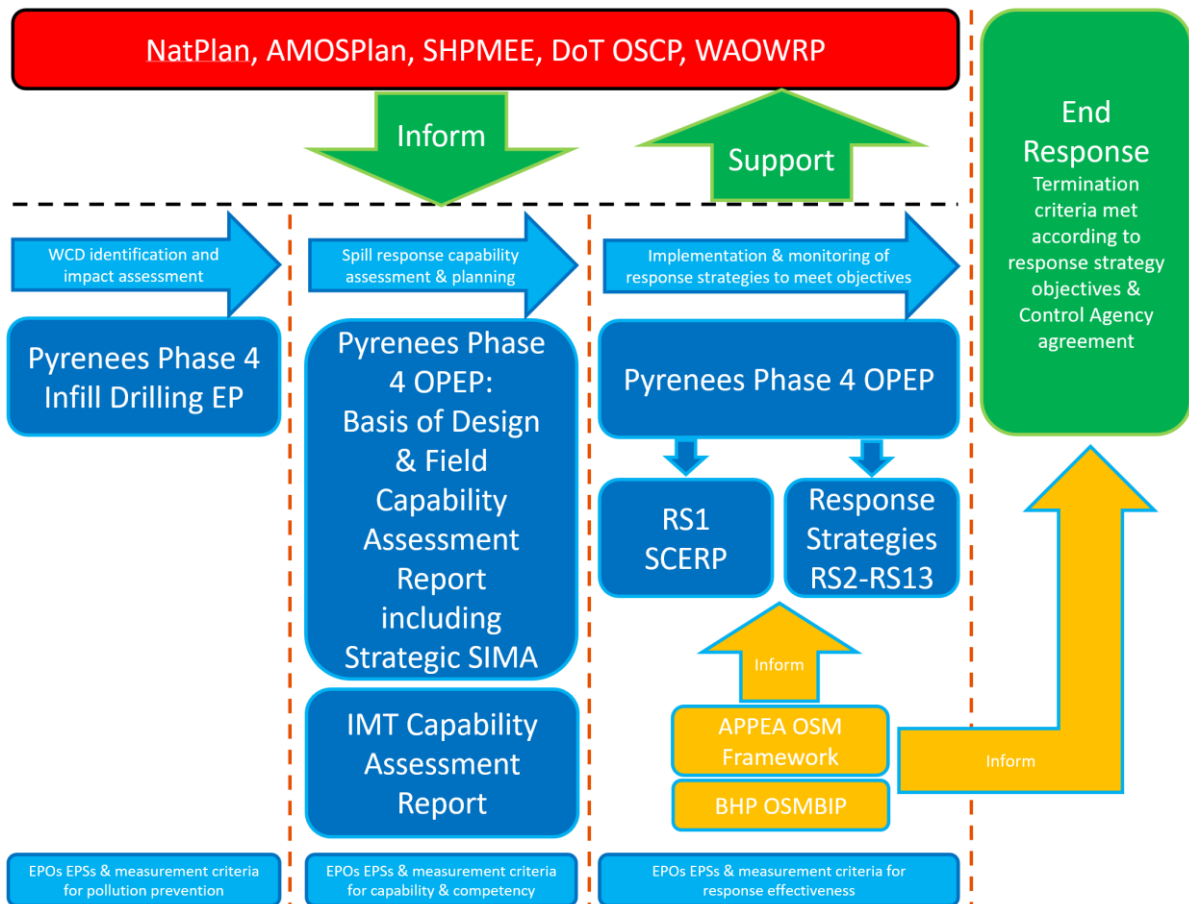 NatPlan, AMOSPlan, SHPMEE, DoT OSCP, WAOWRP
Inform
Support
End
Response
Termination
criteria met
according to
response strategy
objectives &
Control Agency
agreement
WCD identification and
impact assessment
Spill response capability
assessment & planning
Implementation & monitoring of
response strategies to meet objectives
Pyrenees Phase 4
Infill Drilling EP
Pyrenees Phase
4 OPEP:
Basis of Design
& Field
Capability
Assessment
Report
including
Strategic SIMA
IMT Capability
Assessment
Report
Pyrenees Phase 4 OPEP
RS1
SCERP
Response
Strategies
RS2-RS13
Inform
APPEA OSM
Framework
BHP OSMBIP
Inform
EPOs EPSs & measurement criteria
for pollution prevention
EPOs EPSs & measurement criteria
for capability & competency
EPOs EPSs & measurement criteria for
response effectiveness